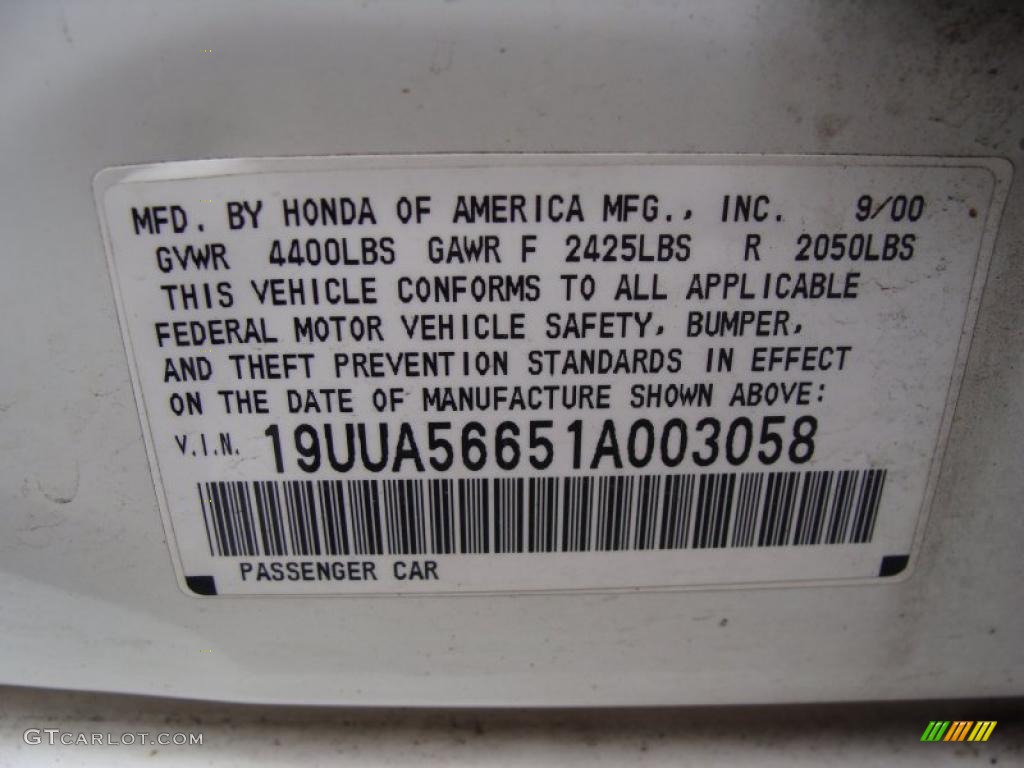 MFD. BY HONDA OF AMERICA MFG., INC. 9/00
GVWR 4400LBS GAWR F 2425LBS R 2050LBS
THIS VEHICLE CONFORMS TO ALL APPLICABLE
FEDERAL MOTOR VEHICLE SAFETY, BUMPER,
AND THEFT PREVENTION STANDARDS IN EFFECT
ON THE DATE OF MANUFACTURE SHOWN ABOVE:
V.I.N. 19UUA56651A003058
PASSENGER CAR
GTCARLOT.COM